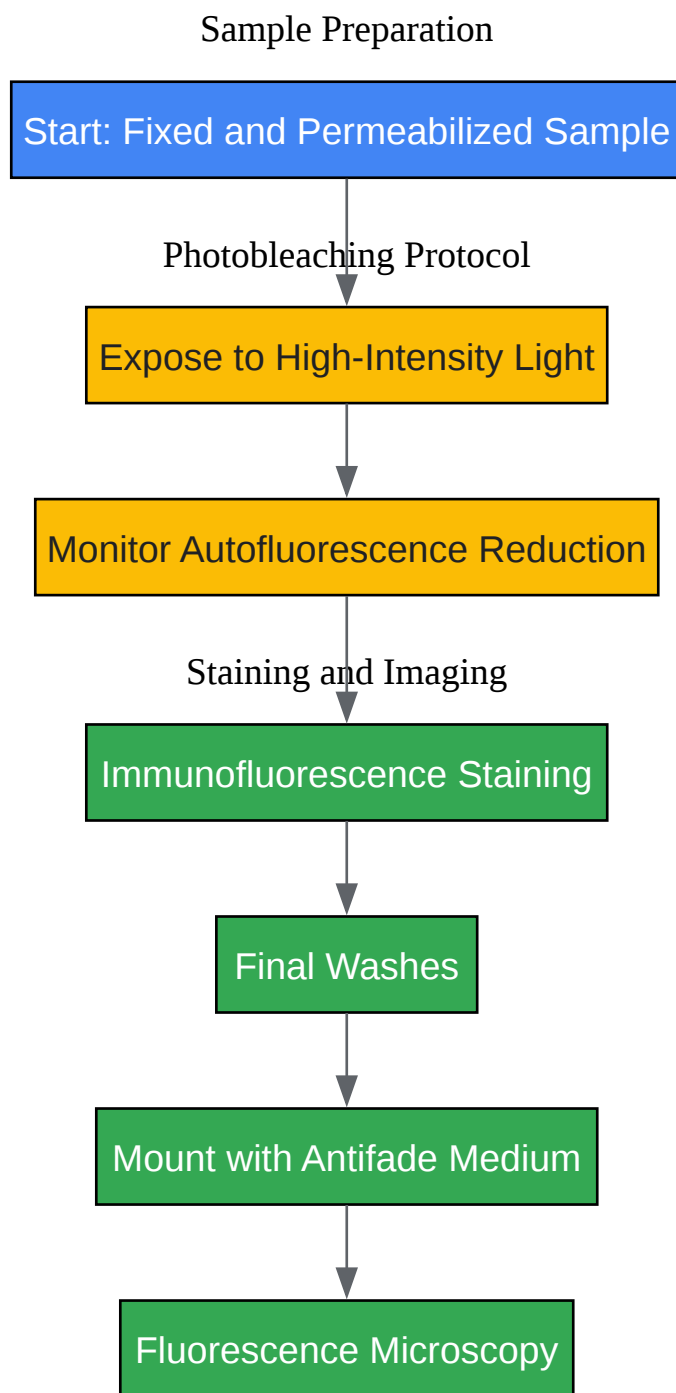 Sample Preparation
Start: Fixed and Permeabilized Sample
Photobleaching Protocol
Expose to High-Intensity Light
Monitor Autofluorescence Reduction
Staining and Imaging
Immunofluorescence Staining
Final Washes
Mount with Antifade Medium
Fluorescence Microscopy